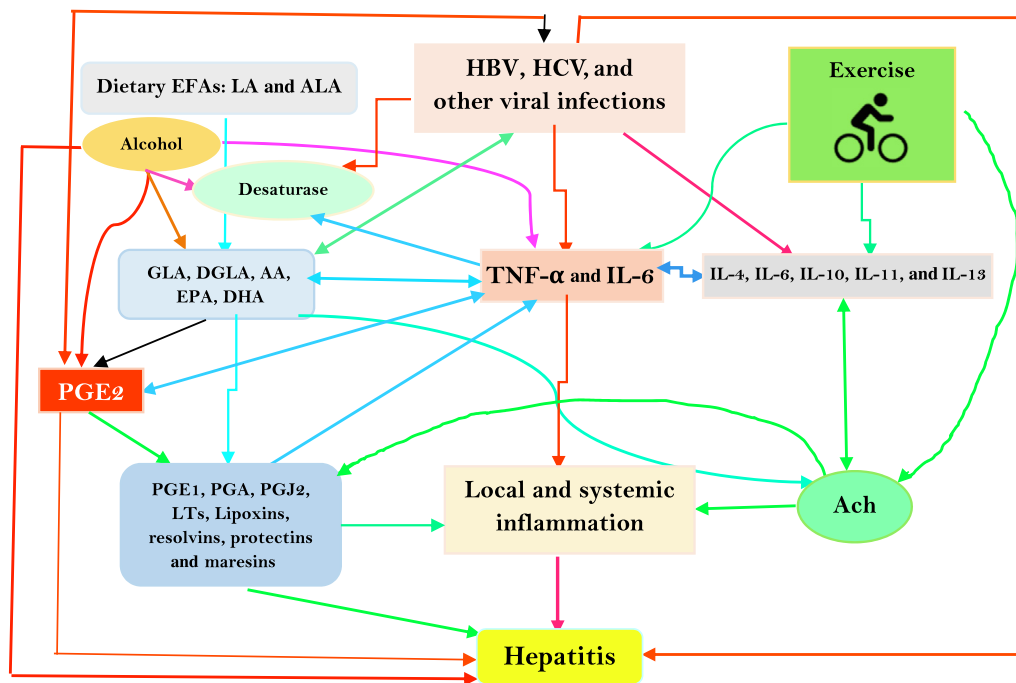 HBV, HCV, and
other viral infections
Exercise
Dietary EFAs: LA and ALA
Alcohol
Desaturase
GLA, DGLA, AA,
EPA, DHA
TNF-α and IL-6
IL-4, IL-6, IL-10, IL-11, and IL-13
PGE2
PGE1, PGA, PGJ2,
LTs, Lipoxins,
resolvins, protectins
and maresins
Local and systemic
inflammation
Ach
Hepatitis